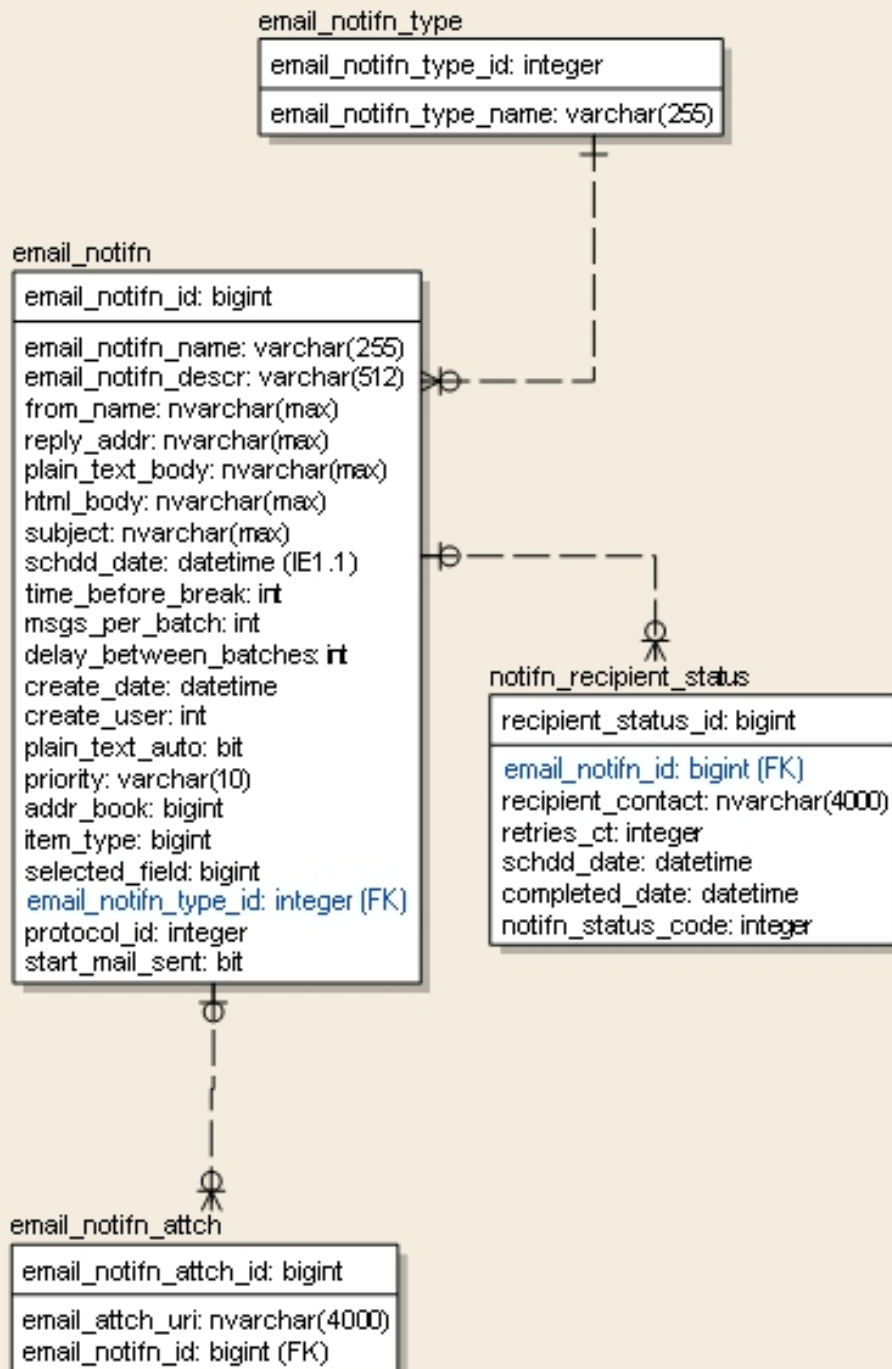 email_notifn_type
email_notifn_type_id: integer
email_notifn_type_name: varchar(255)
email_notifn
email_notifn_id: bigint
email_notifn_name: varchar(255)
email_notifn_descr: varchar(512)
from_name: nvarchar(max)
reply_addr: nvarchar(max)
plain_text_body: nvarchar(max)
html_body: nvarchar(max)
subject: nvarchar(max)
schdd_date: datetime (IE1.1)
time_before_break: int
msgs_per_batch: int
delay_between_batches: int
create_date: datetime
create_user: int
plain_text_auto: bit
priority: varchar(10)
addr_book: bigint
item_type: bigint
selected_field: bigint
email_notifn_type_id: integer (FK)
protocol_id: integer
start_mail_sent: bit
notifn_recipient_status
recipient_status_id: bigint
email_notifn_id: bigint (FK)
recipient_contact: nvarchar(4000)
retries_ct: integer
schdd_date: datetime
completed_date: datetime
notifn_status_code: integer
email_notifn_attch
email_notifn_attch_id: bigint
email_attch_uri: nvarchar(4000)
email_notifn_id: bigint (FK)